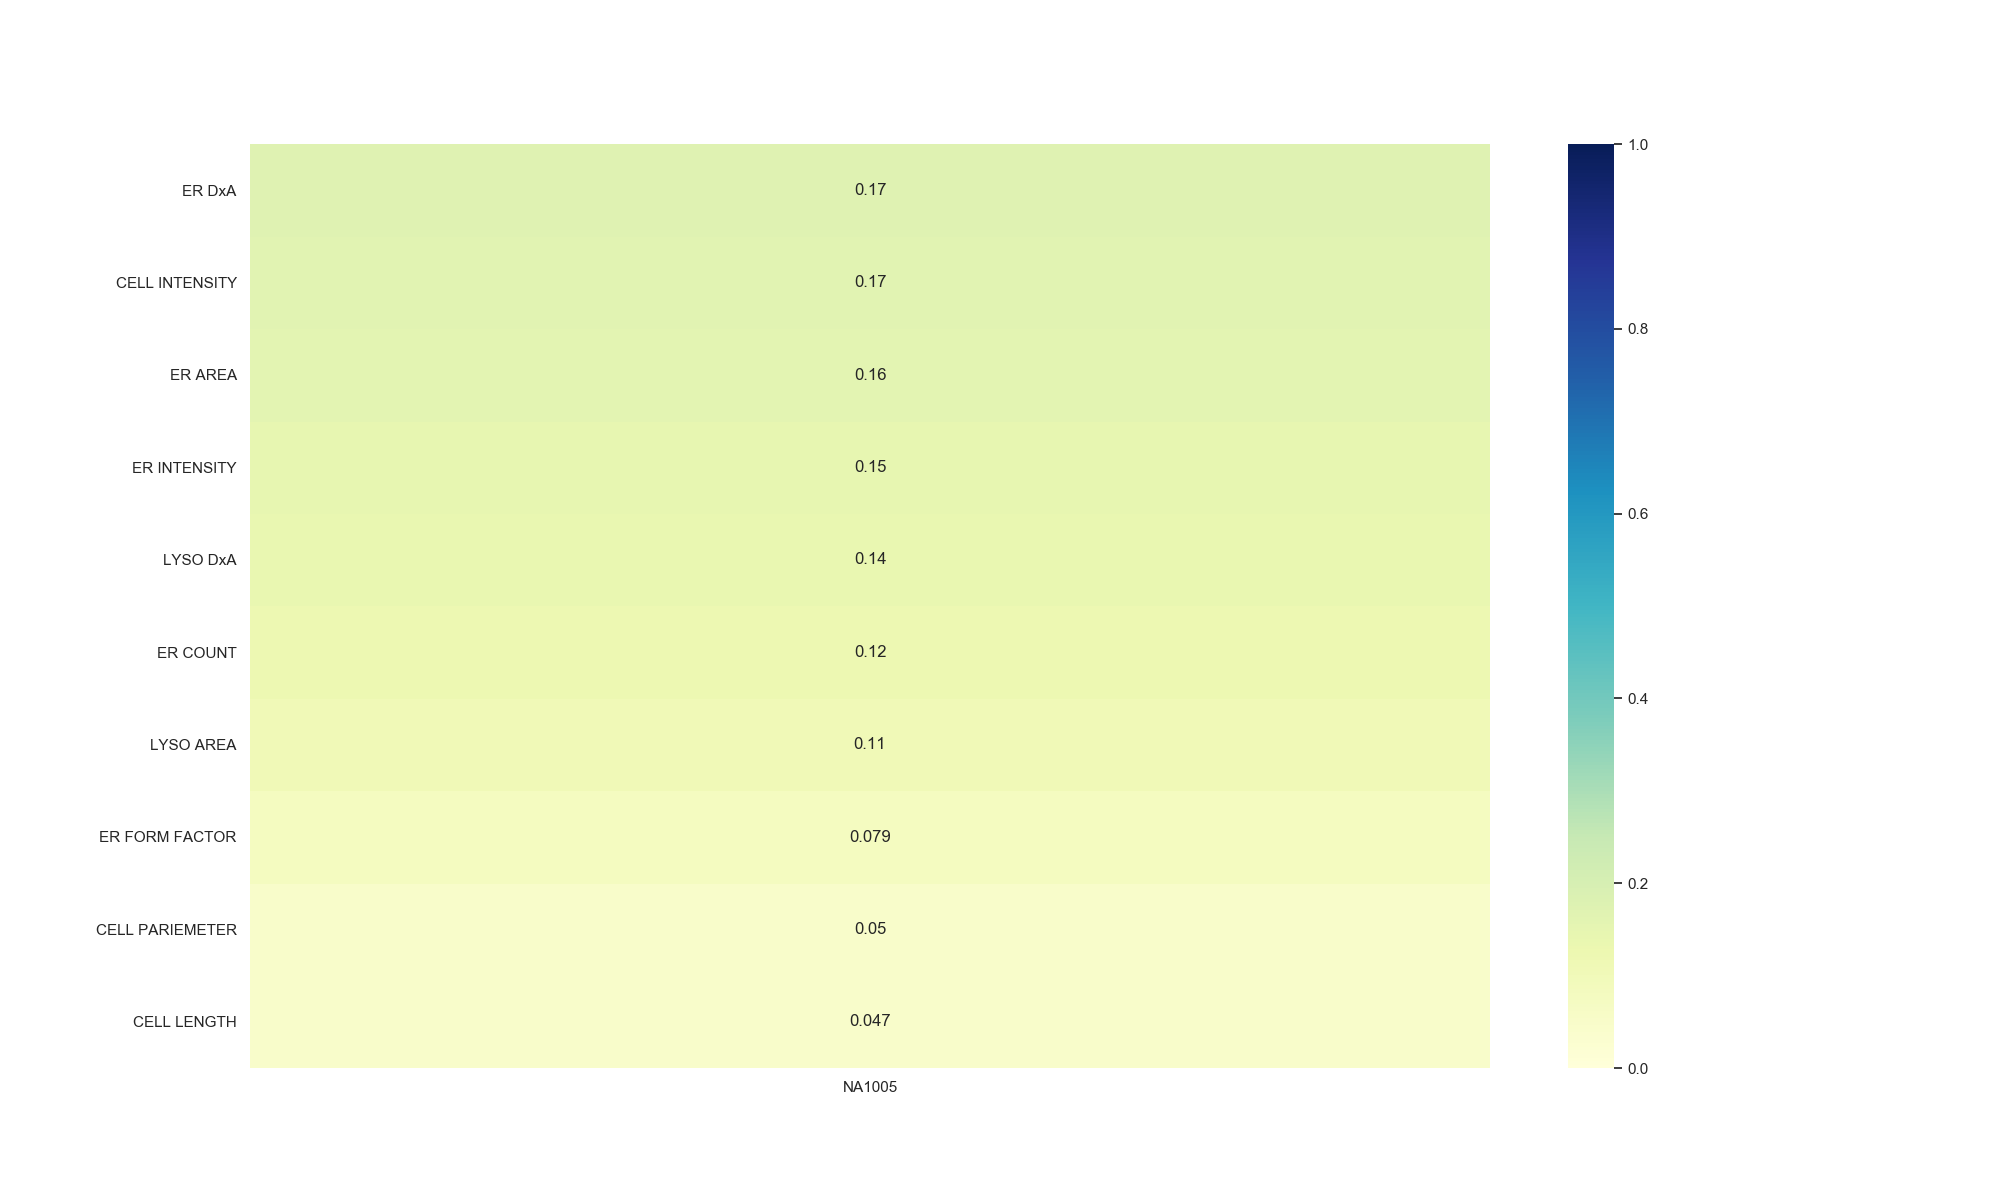 ER DxA 0.17
CELL INTENSITY 0.17
ER AREA 0.16
ER INTENSITY 0.15
LYSO DxA 0.14
ER COUNT 0.12
LYSO AREA 0.11
ER FORM FACTOR 0.079
CELL PARIEMETER 0.05
CELL LENGTH 0.047
NA1005
1.0
0.8
0.6
0.4
0.2
0.0